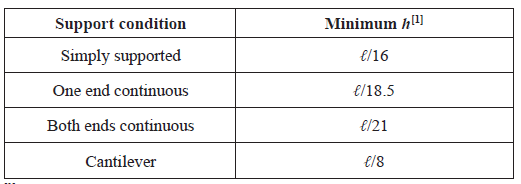 Support condition Minimum h[1]
Simply supported ℓ/16
One end continuous ℓ/18.5
Both ends continuous ℓ/21
Cantilever ℓ/8